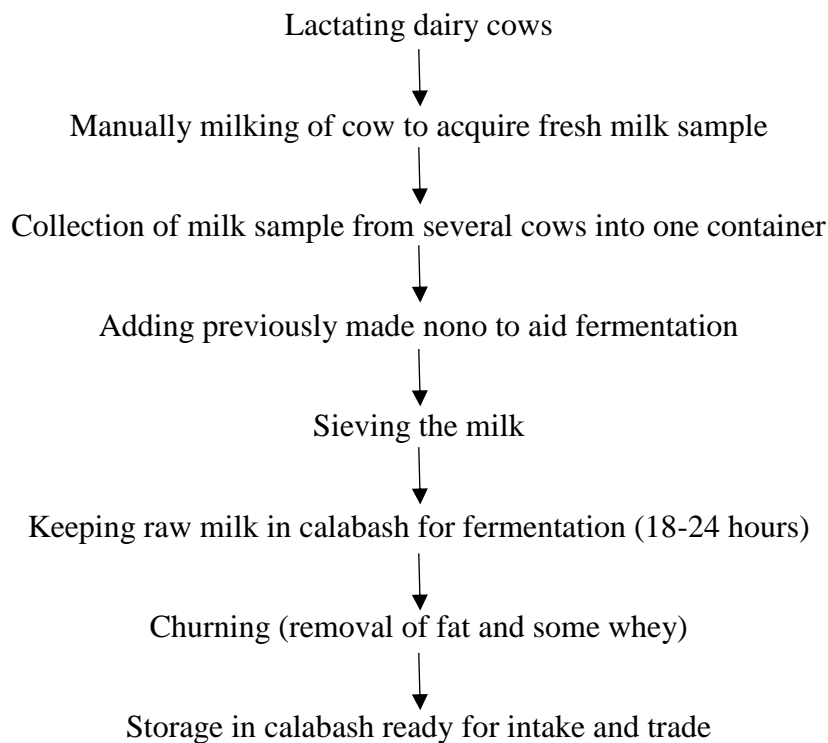 Lactating dairy cows
Manually milking of cow to acquire fresh milk sample
Collection of milk sample from several cows into one container
Adding previously made nono to aid fermentation
Sieving the milk
Keeping raw milk in calabash for fermentation (18-24 hours)
Churning (removal of fat and some whey)
Storage in calabash ready for intake and trade